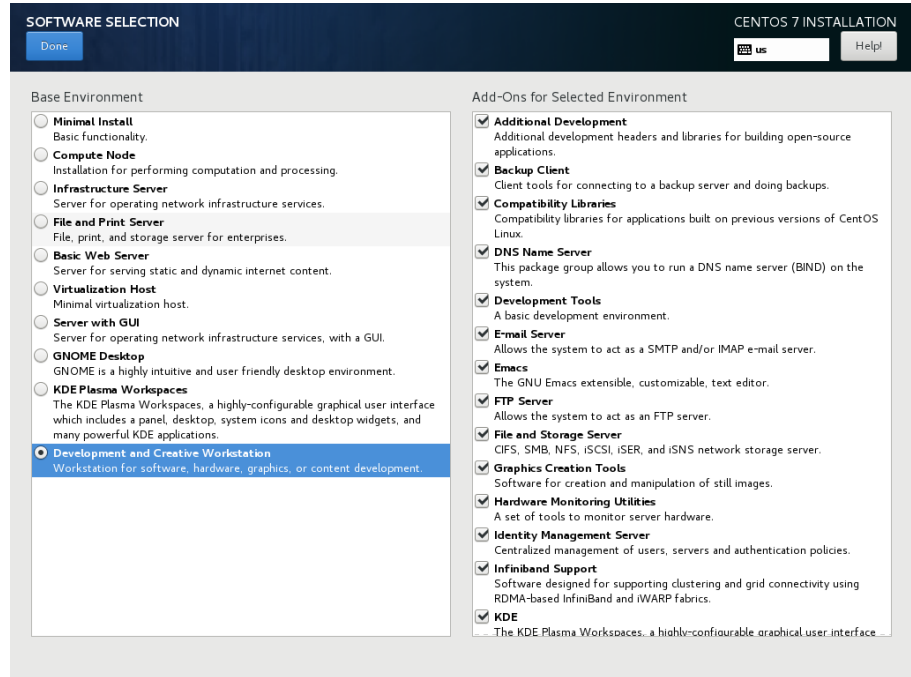 SOFTWARE SELECTION
CENTOS 7 INSTALLATION
Done
us
Help!
Base Environment
Minimal Install
Basic functionality.
Compute Node
Installation for performing computation and processing.
Infrastructure Server
Server for operating network infrastructure services.
File and Print Server
File, print, and storage server for enterprises.
Basic Web Server
Server for serving static and dynamic internet content.
Virtualization Host
Minimal virtualization host.
Server with GUI
Server for operating network infrastructure services, with a GUI.
GNOME Desktop
GNOME is a highly intuitive and user friendly desktop environment.
KDE Plasma Workspaces
The KDE Plasma Workspaces, a highly-configurable graphical user interface
which includes a panel, desktop, system icons and desktop widgets, and
many powerful KDE applications.
Development and Creative Workstation
Workstation for software, hardware, graphics, or content development.
Add-Ons for Selected Environment
Additional Development
Additional development headers and libraries for building open-source
applications.
Backup Client
Client tools for connecting to a backup server and doing backups.
Compatibility Libraries
Compatibility libraries for applications built on previous versions of CentOS
Linux.
DNS Name Server
This package group allows you to run a DNS name server (BIND) on the
system.
Development Tools
A basic development environment.
E-mail Server
Allows the system to act as a SMTP and/or IMAP e-mail server.
Emacs
The GNU Emacs extensible, customizable, text editor.
FTP Server
Allows the system to act as an FTP server.
File and Storage Server
CIFS, SMB, NFS, iSCSI, iSER, and iSNS network storage server.
Graphics Creation Tools
Software for creation and manipulation of still images.
Hardware Monitoring Utilities
A set of tools to monitor server hardware.
Identity Management Server
Centralized management of users, servers and authentication policies.
Infiniband Support
Software designed for supporting clustering and grid connectivity using
RDMA-based InfiniBand and iWARP fabrics.
KDE
The KDE Plasma Workspaces, a highly-configurable graphical user interface